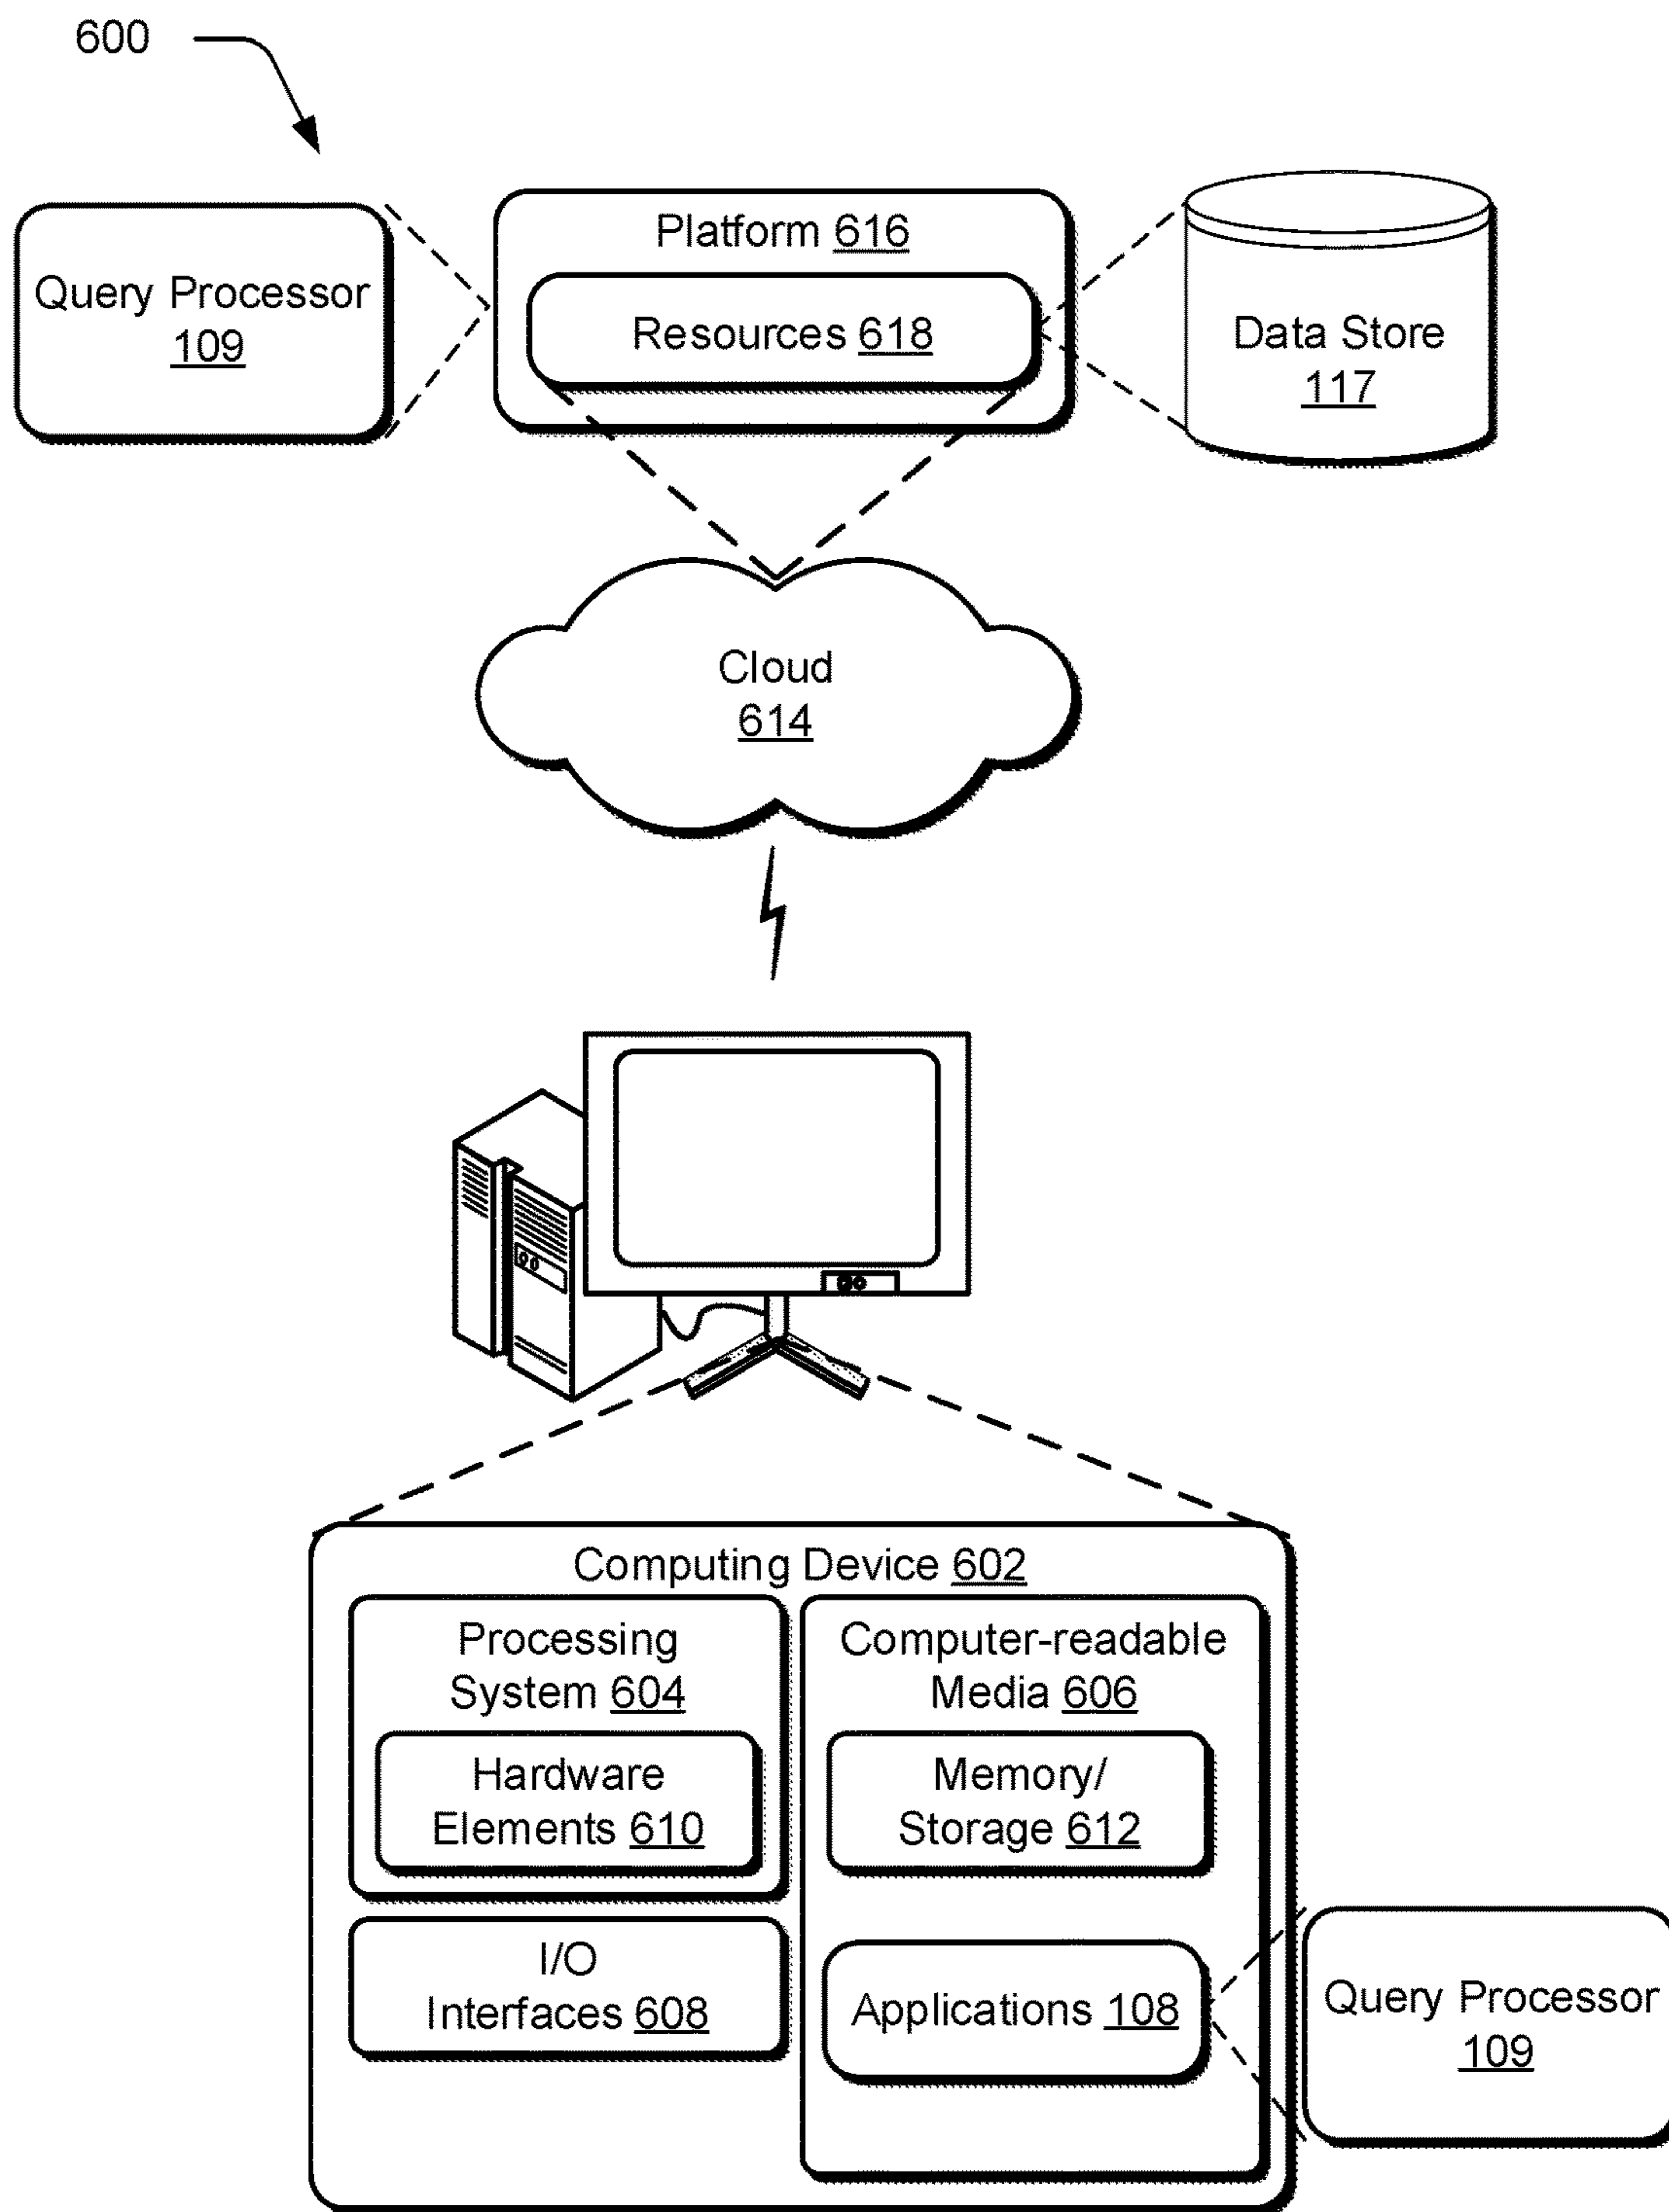 600
Query Processor
109
Platform 616
Resources 618
Data Store
117
Cloud
614
Computing Device 602
Processing
System 604
Hardware
Elements 610
I/O
Interfaces 608
Computer-readable
Media 606
Memory/
Storage 612
Applications 108
Query Processor
109